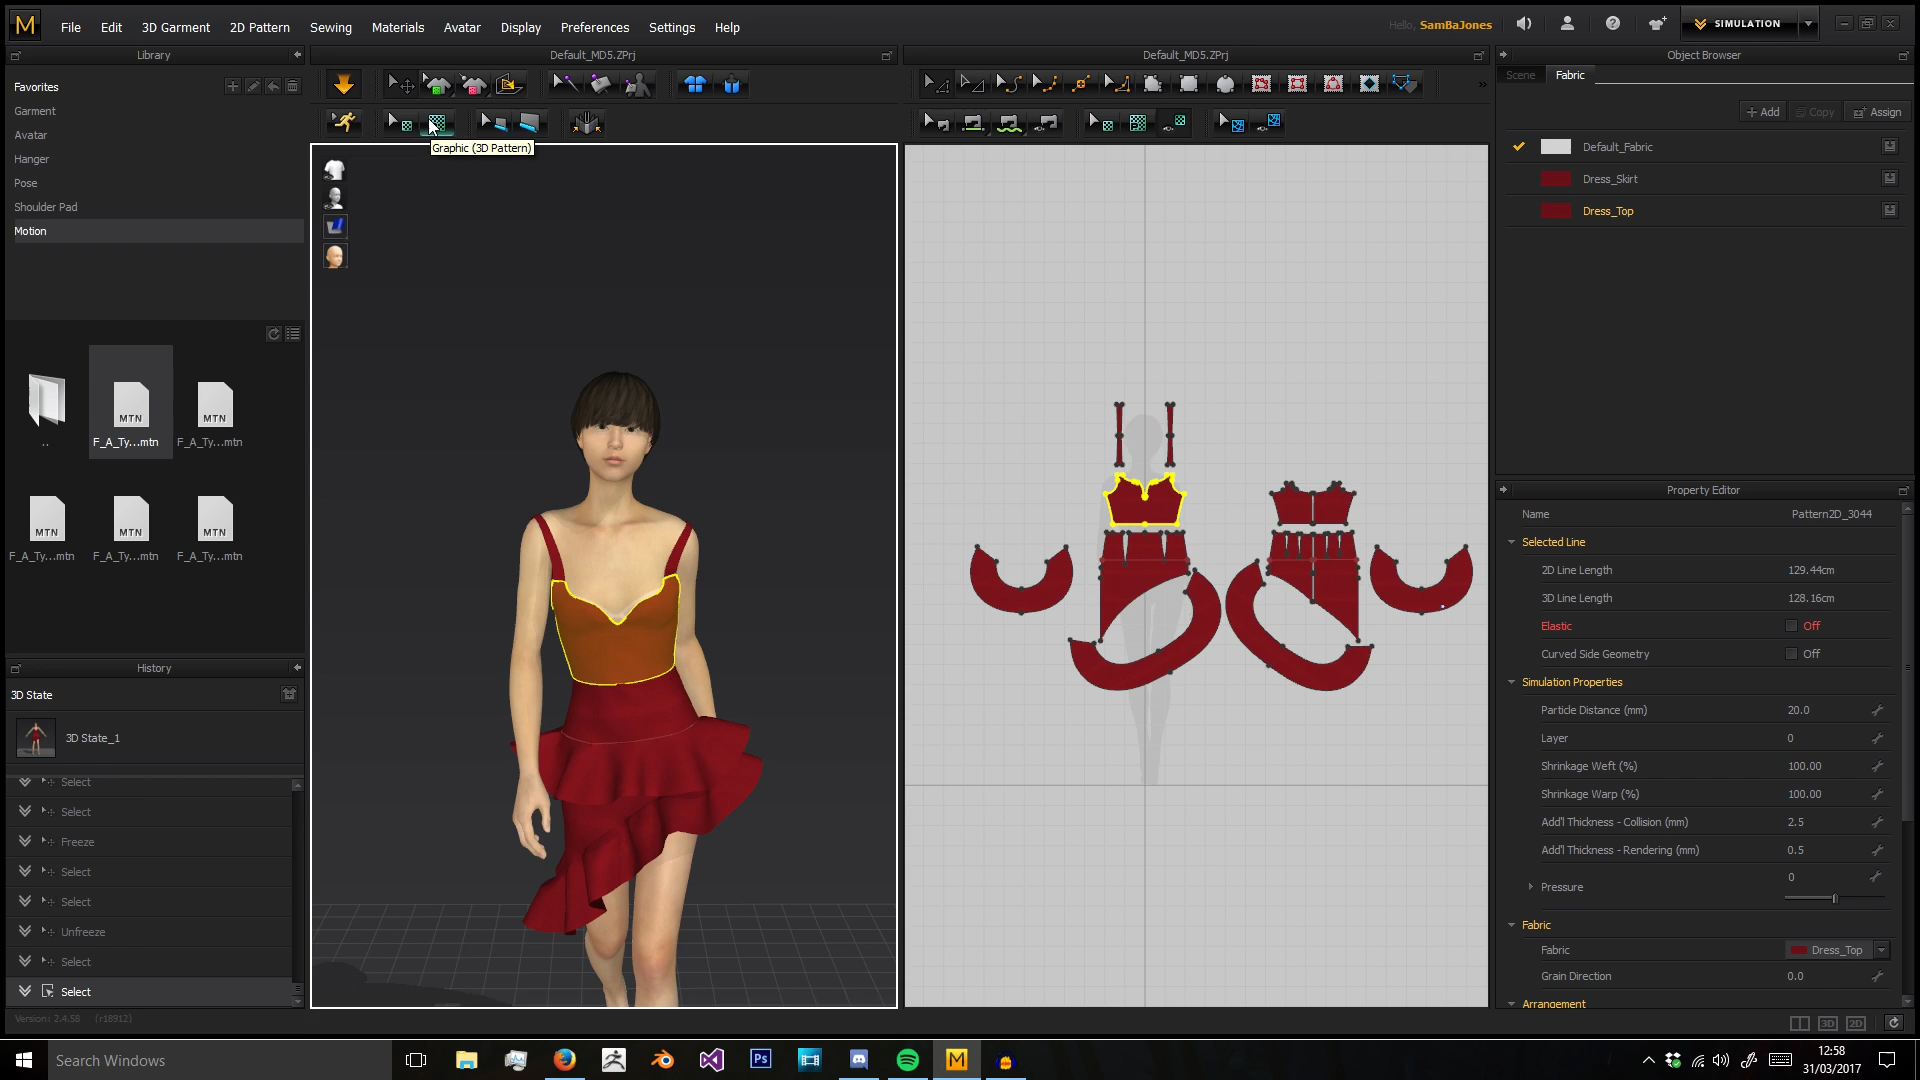 M File Edit 3D Garment 2D Pattern Sewing Materials Avatar Display Preferences Settings Help
Hello, SamBaJones
SIMULATION
Library
Default_MD5.ZPrj
Default_MD5.ZPrj
Object Browser
Favorites
Garment
Avatar
Hanger
Pose
Shoulder Pad
Motion
Graphic (3D Pattern)
Scene Fabric
Add Copy Assign
Default_Fabric
Dress_Skirt
Dress_Top
MTN MTN
.. F_A_Ty...mtn F_A_Ty...mtn
MTN MTN MTN
F_A_Ty...mtn F_A_Ty...mtn F_A_Ty...mtn
History
3D State
3D State_1
Select
Select
Freeze
Select
Select
Unfreeze
Select
Select
Version: 2.4.58 (r18912)
Property Editor
Name Pattern2D_3044
Selected Line
2D Line Length 129.44cm
3D Line Length 128.16cm
Elastic Off
Curved Side Geometry Off
Simulation Properties
Particle Distance (mm) 20.0
Layer 0
Shrinkage Weft (%) 100.00
Shrinkage Warp (%) 100.00
Add'l Thickness - Collision (mm) 2.5
Add'l Thickness - Rendering (mm) 0.5
Pressure 0
Fabric
Fabric Dress_Top
Grain Direction 0.0
Arrangement
3D 2D
Search Windows
Ps
M
12:58
31/03/2017